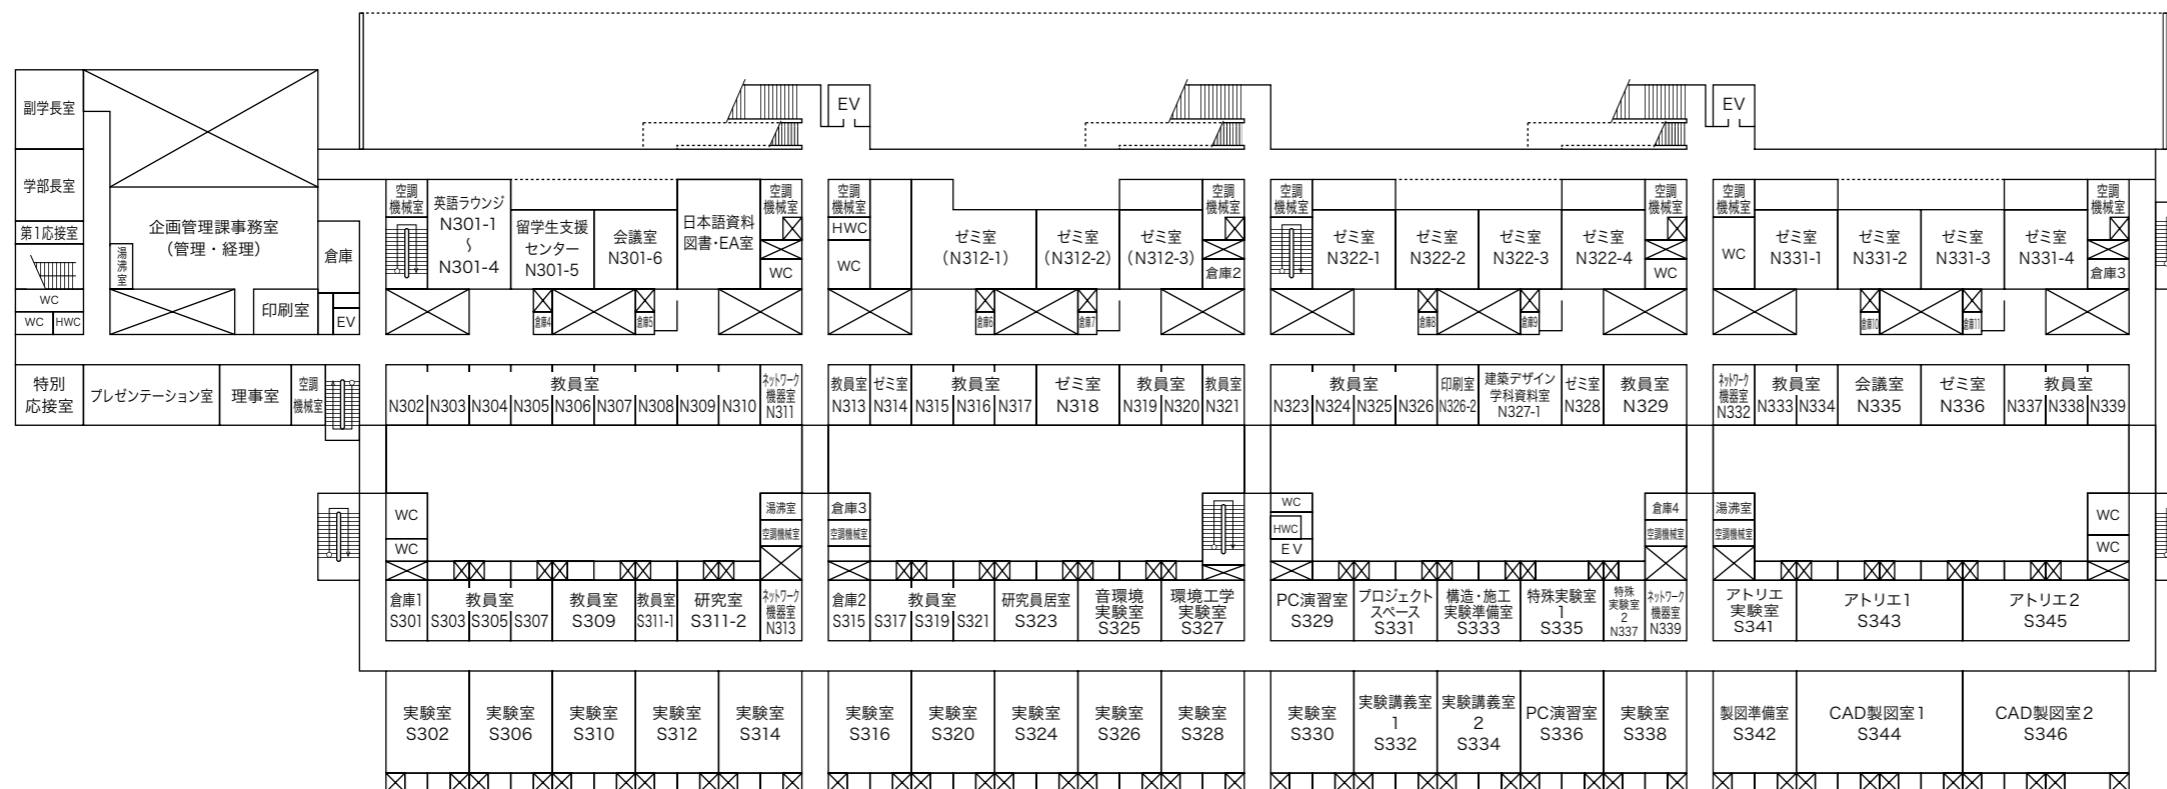 EV
EV
副学長室
学部長室
第1応接室
WC
WC
HWC
企画管理課事務室
(管理・経理)
湯沸室
倉庫
印刷室
EV
空調
機械室
英語ラウンジ
N301-1
〜
N301-4
留学生支援
センター
N301-5
会議室
N301-6
日本語資料
図書・EA室
空調
機械室
WC
倉庫4
倉庫5
空調
機械室
HWC
WC
ゼミ室
(N312-1)
ゼミ室
(N312-2)
ゼミ室
(N312-3)
空調
機械室
倉庫2
倉庫6
倉庫7
空調
機械室
ゼミ室
N322-1
ゼミ室
N322-2
ゼミ室
N322-3
ゼミ室
N322-4
空調
機械室
WC
倉庫8
倉庫9
空調
機械室
WC
ゼミ室
N331-1
ゼミ室
N331-2
ゼミ室
N331-3
ゼミ室
N331-4
空調
機械室
倉庫3
倉庫10
倉庫11
特別
応接室
プレゼンテーション室
理事室
空調
機械室
教員室
N302 N303 N304 N305 N306 N307 N308 N309 N310
ネットワーク
機器室
N311
教員室
N313
ゼミ室
N314
教員室
N315 N316 N317
ゼミ室
N318
教員室
N319 N320
教員室
N321
教員室
N323 N324 N325 N326
印刷室
N326-2
建築デザイン
学科資料室
N327-1
ゼミ室
N328
教員室
N329
ネットワーク
機器室
N332
教員室
N333 N334
会議室
N335
ゼミ室
N336
教員室
N337 N338 N339
WC
WC
湯沸室
空調機械室
倉庫3
空調機械室
WC
HWC
EV
倉庫4
空調機械室
湯沸室
空調機械室
WC
WC
倉庫1
S301
教員室
S303 S305 S307
教員室
S309
教員室
S311-1
研究室
S311-2
ネットワーク
機器室
N313
倉庫2
S315
教員室
S317 S319 S321
研究員居室
S323
音環境
実験室
S325
環境工学
実験室
S327
PC演習室
S329
プロジェクト
スペース
S331
構造・施工
実験準備室
S333
特殊実験室
1
S335
特殊
実験室
2
N337
ネットワーク
機器室
N339
アトリエ
実験室
S341
アトリエ1
S343
アトリエ2
S345
実験室
S302
実験室
S306
実験室
S310
実験室
S312
実験室
S314
実験室
S316
実験室
S320
実験室
S324
実験室
S326
実験室
S328
実験室
S330
実験講義室
1
S332
実験講義室
2
S334
PC演習室
S336
実験室
S338
製図準備室
S342
CAD製図室1
S344
CAD製図室2
S346